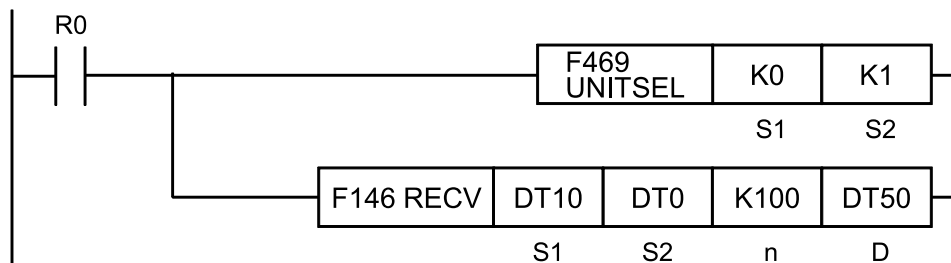 R0
F469
UNITSEL K0 K1
S1 S2
F146 RECV DT10 DT0 K100 DT50
S1 S2 n D